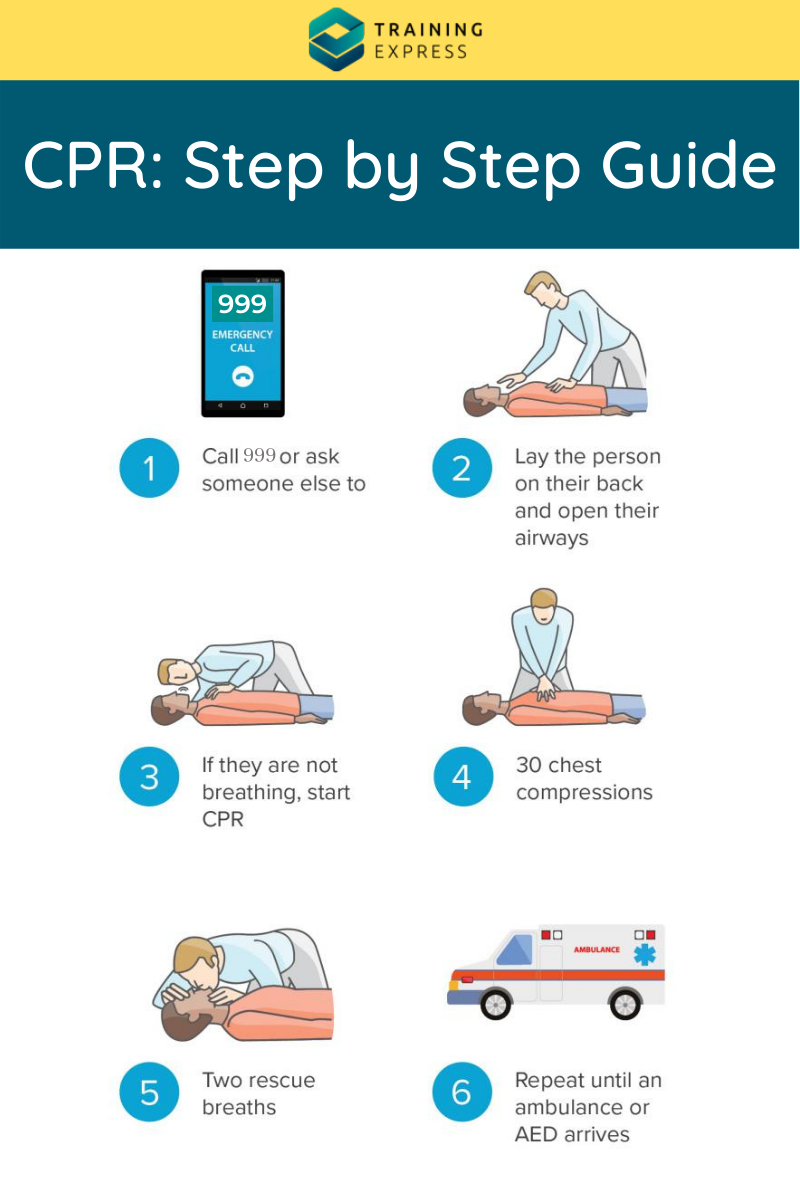 TRAINING
EXPRESS
CPR: Step by Step Guide
999
EMERGENCY
CALL
1
Call 999 or ask
someone else to
2
Lay the person
on their back
and open their
airways
3
If they are not
breathing, start
CPR
4
30 chest
compressions
AMBULANCE
5
Two rescue
breaths
6
Repeat until an
ambulance or
AED arrives